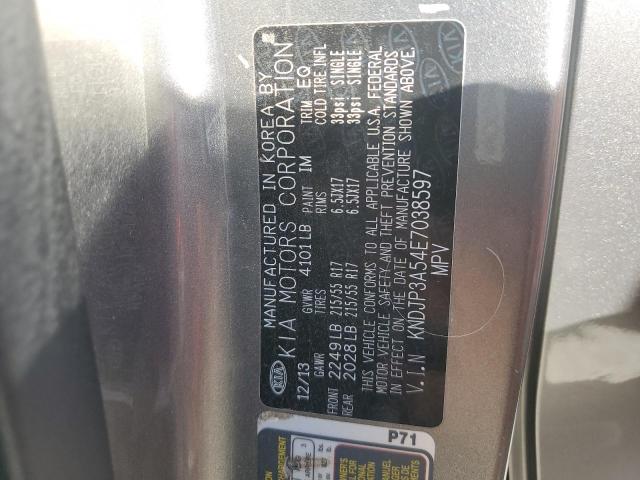 KIA
MANUFACTURED IN KOREA BY
KIA MOTORS CORPORATION
12/13 GVWR 4101LB PAINT IM TRIM EQ
GAWR TIRES RIMS COLD TIRE INFL
FRONT 2249LB 215/55 R17 6.5JX17 33psi SINGLE
REAR 2028LB 215/55 R17 6.5JX17 33psi SINGLE
THIS VEHICLE CONFORMS TO ALL APPLICABLE U.S.A. FEDERAL
MOTOR VEHICLE SAFETY AND THEFT PREVENTION STANDARDS
IN EFFECT ON THE DATE OF MANUFACTURE SHOWN ABOVE.
V.I.N KNDJP3A54E7038597
MPV
P71